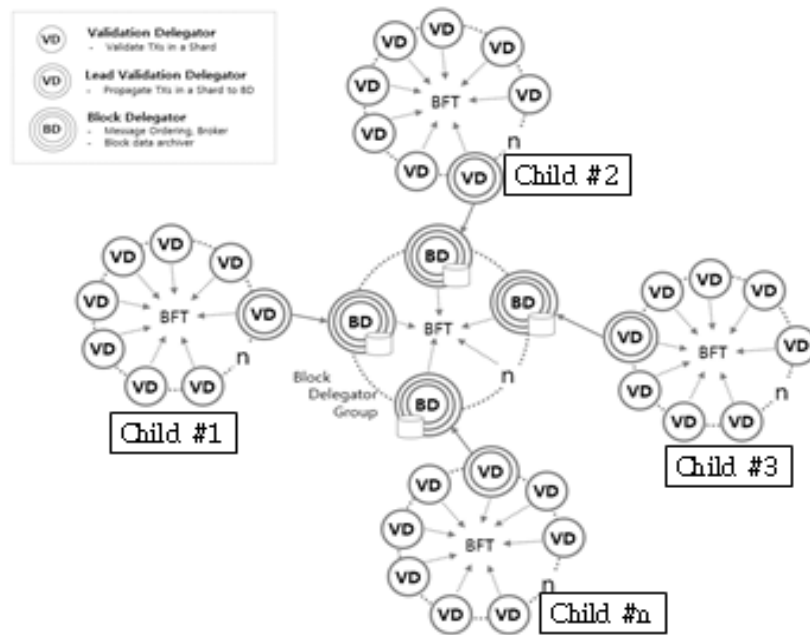 VD
Validation Delegator
- Validate TXs in a Shard
VD
Lead Validation Delegator
- Propagate TXs in a Shard to BD
BD
Block Delegator
- Message Ordering, Broker
- Block data archiver
VD
VD
VD
VD
VD
VD
VD
VD
VD
BFT
n
Child #2
VD
VD
VD
VD
VD
VD
VD
VD
BFT
n
Child #1
BD
BD
BD
BD
BFT
n
Block
Delegator
Group
VD
VD
VD
VD
VD
VD
VD
VD
BFT
n
Child #3
VD
VD
VD
VD
VD
VD
VD
VD
BFT
n
Child #n